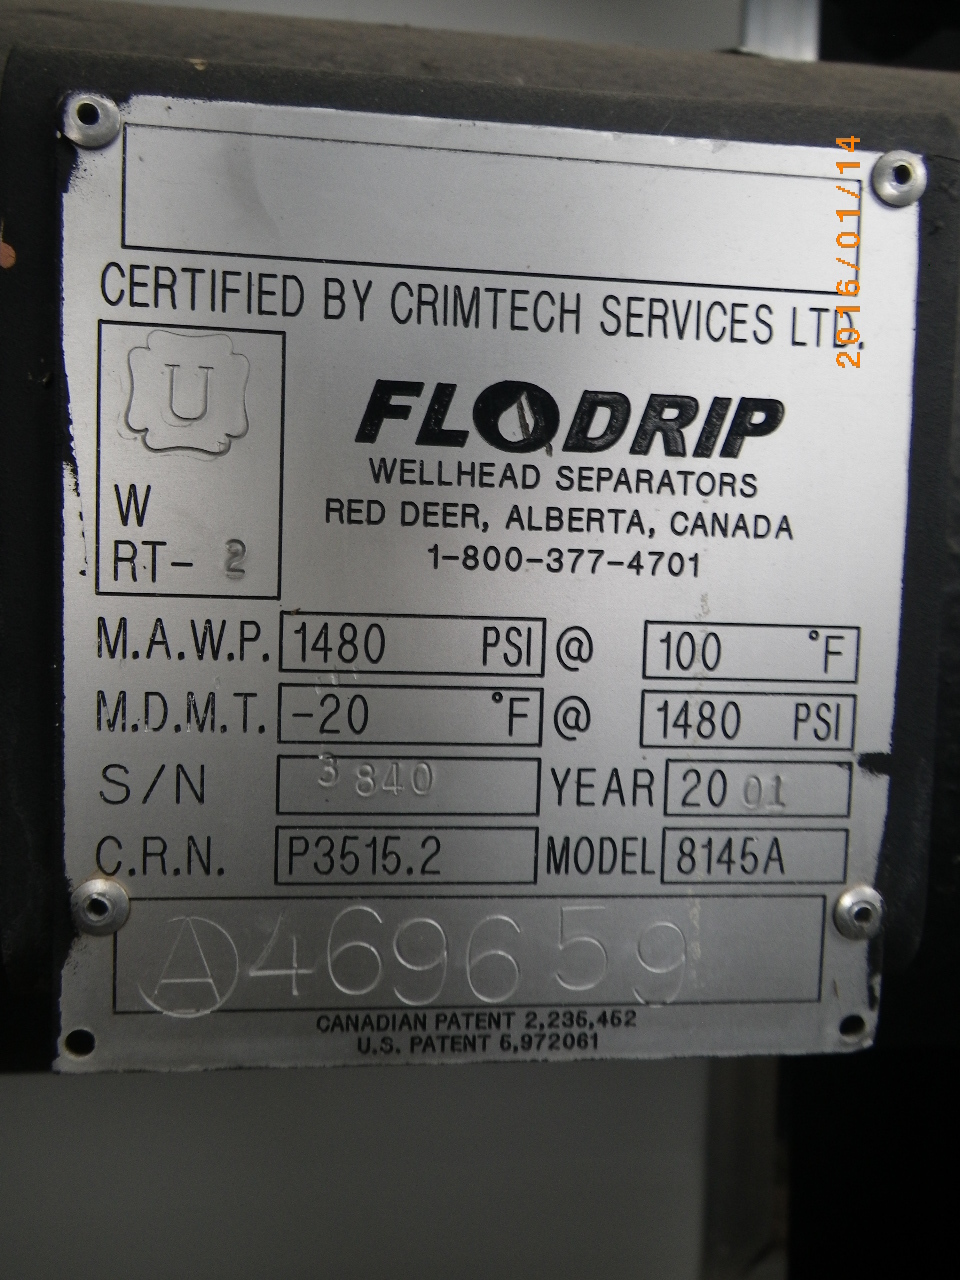 2016/01/14
CERTIFIED BY CRIMTECH SERVICES LTD.
U
W
RT- 2
FLODRIP
WELLHEAD SEPARATORS
RED DEER, ALBERTA, CANADA
1-800-377-4701
M.A.W.P. 1480 PSI @ 100 °F
M.D.M.T. -20 °F @ 1480 PSI
S/N 3840 YEAR 2001
C.R.N. P3515.2 MODEL 8145A
A469659
CANADIAN PATENT 2,236,462
U.S. PATENT 5,972061